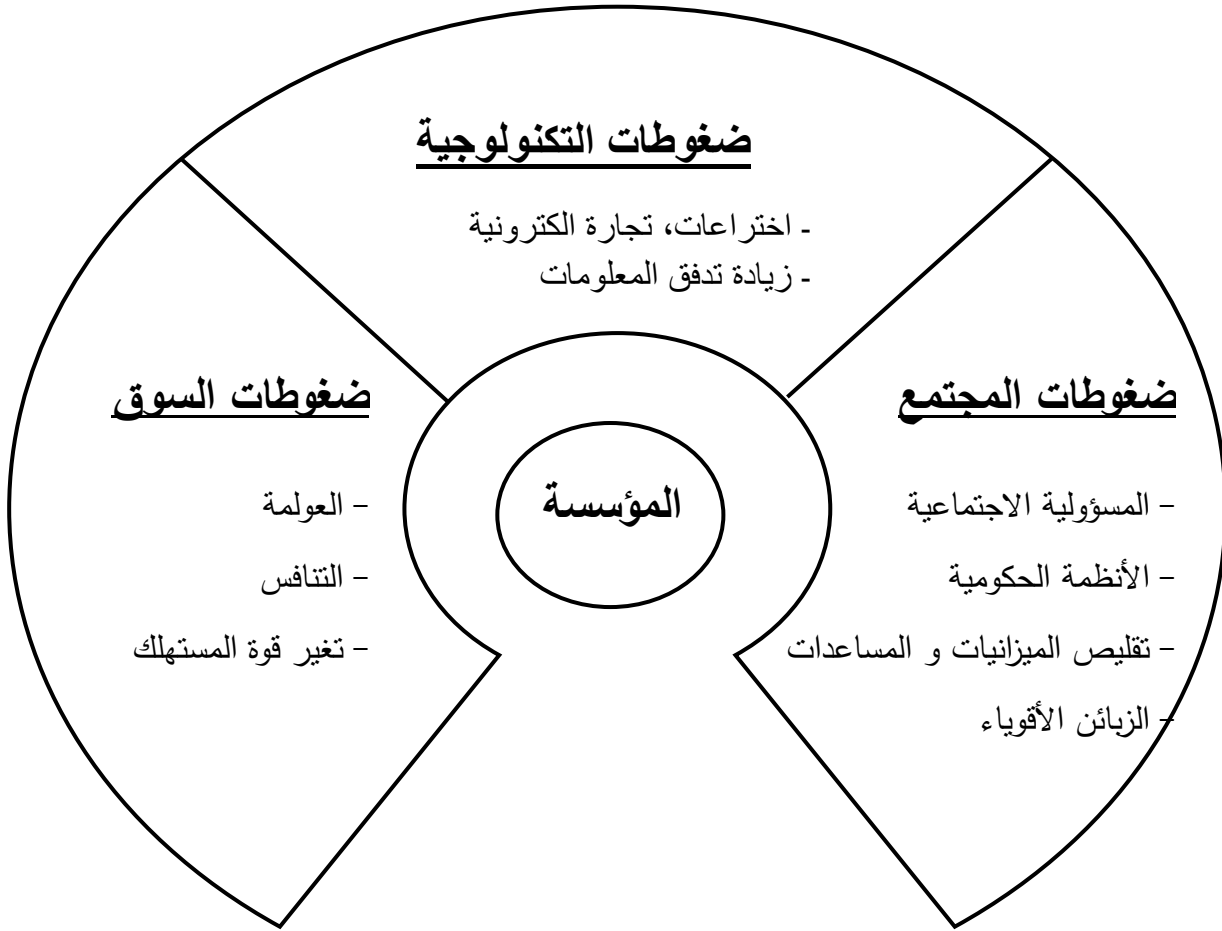 ضغوطات التكنولوجية
- اختراعات، تجارة الكترونية
- زيادة تدفق المعلومات
ضغوطات المجتمع
- المسؤولية الاجتماعية
- الأنظمة الحكومية
- تقليص الميزانيات و المساعدات
- الزبائن الأقوياء
المؤسسة
ضغوطات السوق
- العولمة
- التنافس
- تغير قوة المستهلك